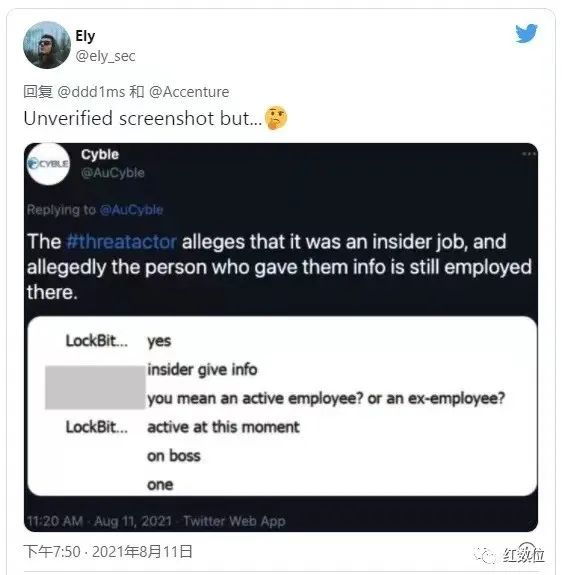 Ely
@ely_sec
回复 @ddd1ms 和 @Accenture
Unverified screenshot but...🤔
CYBLE
Cyble
@AuCyble
Replying to @AuCyble
The #threatactor alleges that it was an insider job, and
allegedly the person who gave them info is still employed
there.
LockBit... yes
insider give info
you mean an active employee? or an ex-employee?
LockBit... active at this moment
on boss
one
11:20 AM · Aug 11, 2021 · Twitter Web App
下午7:50 · 2021年8月11日
红数位